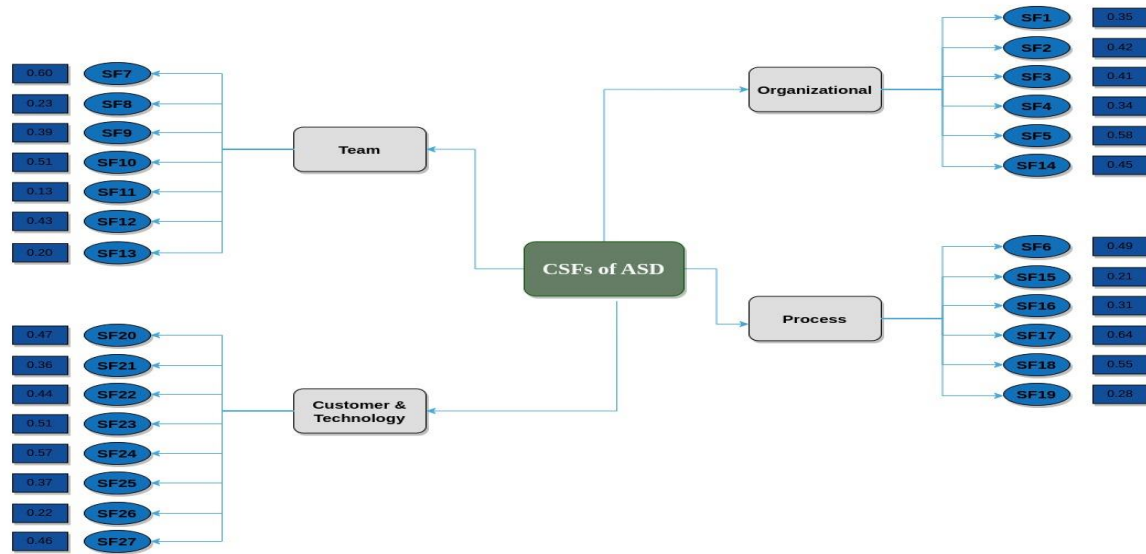 SF1 0.35
SF2 0.42
SF3 0.41
Organizational
SF4 0.34
SF5 0.58
SF14 0.45
0.60 SF7
0.23 SF8
0.39 SF9
Team
0.51 SF10
0.13 SF11
0.43 SF12
0.20 SF13
CSFs of ASD
SF6 0.49
SF15 0.21
SF16 0.31
Process
SF17 0.64
SF18 0.55
SF19 0.28
0.47 SF20
0.36 SF21
0.44 SF22
Customer &
Technology
0.51 SF23
0.57 SF24
0.37 SF25
0.22 SF26
0.46 SF27